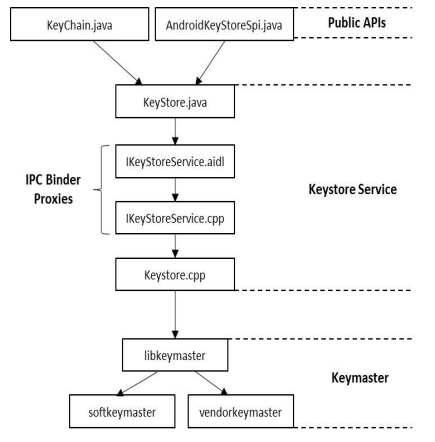 KeyChain.java
AndroidKeyStoreSpi.java
Public APIs
KeyStore.java
IPC Binder
Proxies
IKeyStoreService.aidl
IKeyStoreService.cpp
Keystore Service
Keystore.cpp
libkeymaster
Keymaster
softkeymaster
vendorkeymaster